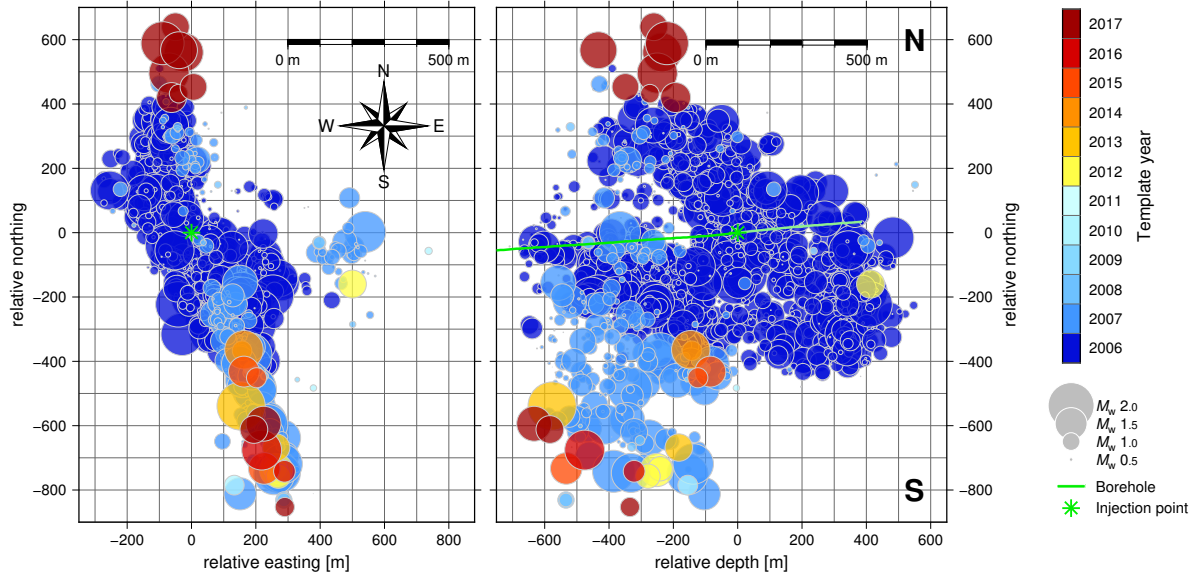 600
400
200
0
−200
−400
−600
−800
relative northing
−200
0
200
400
600
800
relative easting [m]
0 m
500 m
N
W
E
S
−600
−400
−200
0
200
400
600
relative depth [m]
0 m
500 m
N
S
600
400
200
0
−200
−400
−600
−800
relative northing
2017
2016
2015
2014
2013
2012
2011
2010
2009
2008
2007
2006
Template year
Mw 2.0
Mw 1.5
Mw 1.0
Mw 0.5
Borehole
Injection point